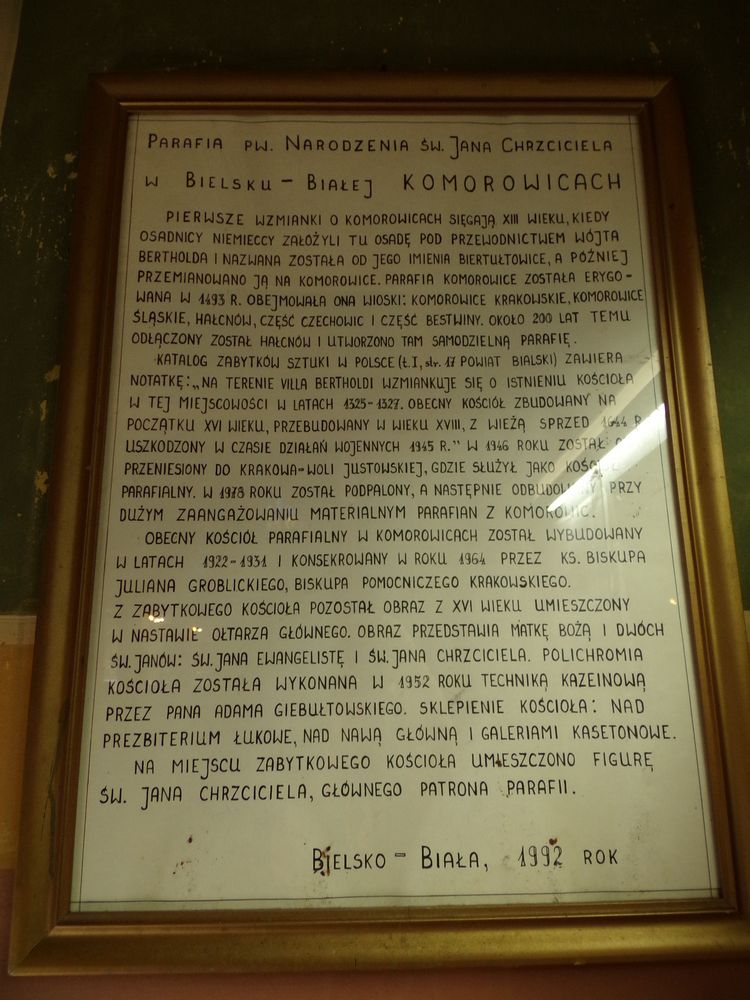 PARAFIA PW. NARODZENIA ŚW. JANA CHRZCICIELA
W BIELSKU – BIAŁEJ KOMOROWICACH
PIERWSZE WZMIANKI O KOMOROWICACH SIĘGAJĄ XIII WIEKU, KIEDY
OSADNICY NIEMIECCY ZAŁOŻYLI TU OSADĘ POD PRZEWODNICTWEM WÓJTA
BERTHOLDA I NAZWANA ZOSTAŁA OD JEGO IMIENIA BIERTUŁTOWICE, A PÓŹNIEJ
PRZEMIANOWANO JĄ NA KOMOROWICE. PARAFIA KOMOROWICE ZOSTAŁA ERYGO-
WANA W 1493 R. OBEJMOWAŁA ONA WIOSKI: KOMOROWICE KRAKOWSKIE, KOMOROWICE
ŚLĄSKIE, HAŁCNÓW, CZĘŚĆ CZECHOWIC I CZĘŚĆ BESTWINY. OKOŁO 200 LAT TEMU
ODŁĄCZONY ZOSTAŁ HAŁCNÓW I UTWORZONO TAM SAMODZIELNĄ PARAFIĘ.
KATALOG ZABYTKÓW SZTUKI W POLSCE (t. I, str. 17 POWIAT BIALSKI) ZAWIERA
NOTATKĘ: „NA TERENIE VILLA BERTHOLDI WZMIANKUJE SIĘ O ISTNIENIU KOŚCIOŁA
W TEJ MIEJSCOWOŚCI W LATACH 1325-1327. OBECNY KOŚCIÓŁ ZBUDOWANY NA
POCZĄTKU XVI WIEKU, PRZEBUDOWANY W WIEKU XVIII, Z WIEŻĄ SPRZED 1644 R.
USZKODZONY W CZASIE DZIAŁAŃ WOJENNYCH 1945 R." W 1946 ROKU ZOSTAŁ
PRZENIESIONY DO KRAKOWA-WOLI JUSTOWSKIEJ, GDZIE SŁUŻYŁ JAKO KOŚCIÓŁ
PARAFIALNY. W 1978 ROKU ZOSTAŁ PODPALONY, A NASTĘPNIE ODBUDOWANY PRZY
DUŻYM ZAANGAŻOWANIU MATERIALNYM PARAFIAN Z KOMOROWIC.
OBECNY KOŚCIÓŁ PARAFIALNY W KOMOROWICACH ZOSTAŁ WYBUDOWANY
W LATACH 1922-1931 I KONSEKROWANY W ROKU 1964 PRZEZ KS. BISKUPA
JULIANA GROBLICKIEGO, BISKUPA POMOCNICZEGO KRAKOWSKIEGO.
Z ZABYTKOWEGO KOŚCIOŁA POZOSTAŁ OBRAZ Z XVI WIEKU UMIESZCZONY
W NASTAWIE OŁTARZA GŁÓWNEGO. OBRAZ PRZEDSTAWIA MATKĘ BOŻĄ I DWÓCH
ŚW. JANÓW: ŚW. JANA EWANGELISTĘ I ŚW. JANA CHRZCICIELA. POLICHROMIA
KOŚCIOŁA ZOSTAŁA WYKONANA W 1952 ROKU TECHNIKĄ KAZEINOWĄ
PRZEZ PANA ADAMA GIEBUŁTOWSKIEGO. SKLEPIENIE KOŚCIOŁA: NAD
PREZBITERIUM ŁUKOWE, NAD NAWĄ GŁÓWNĄ I GALERIAMI KASETONOWE.
NA MIEJSCU ZABYTKOWEGO KOŚCIOŁA UMIESZCZONO FIGURĘ
ŚW. JANA CHRZCICIELA, GŁÓWNEGO PATRONA PARAFII.
BIELSKO – BIAŁA, 1992 ROK